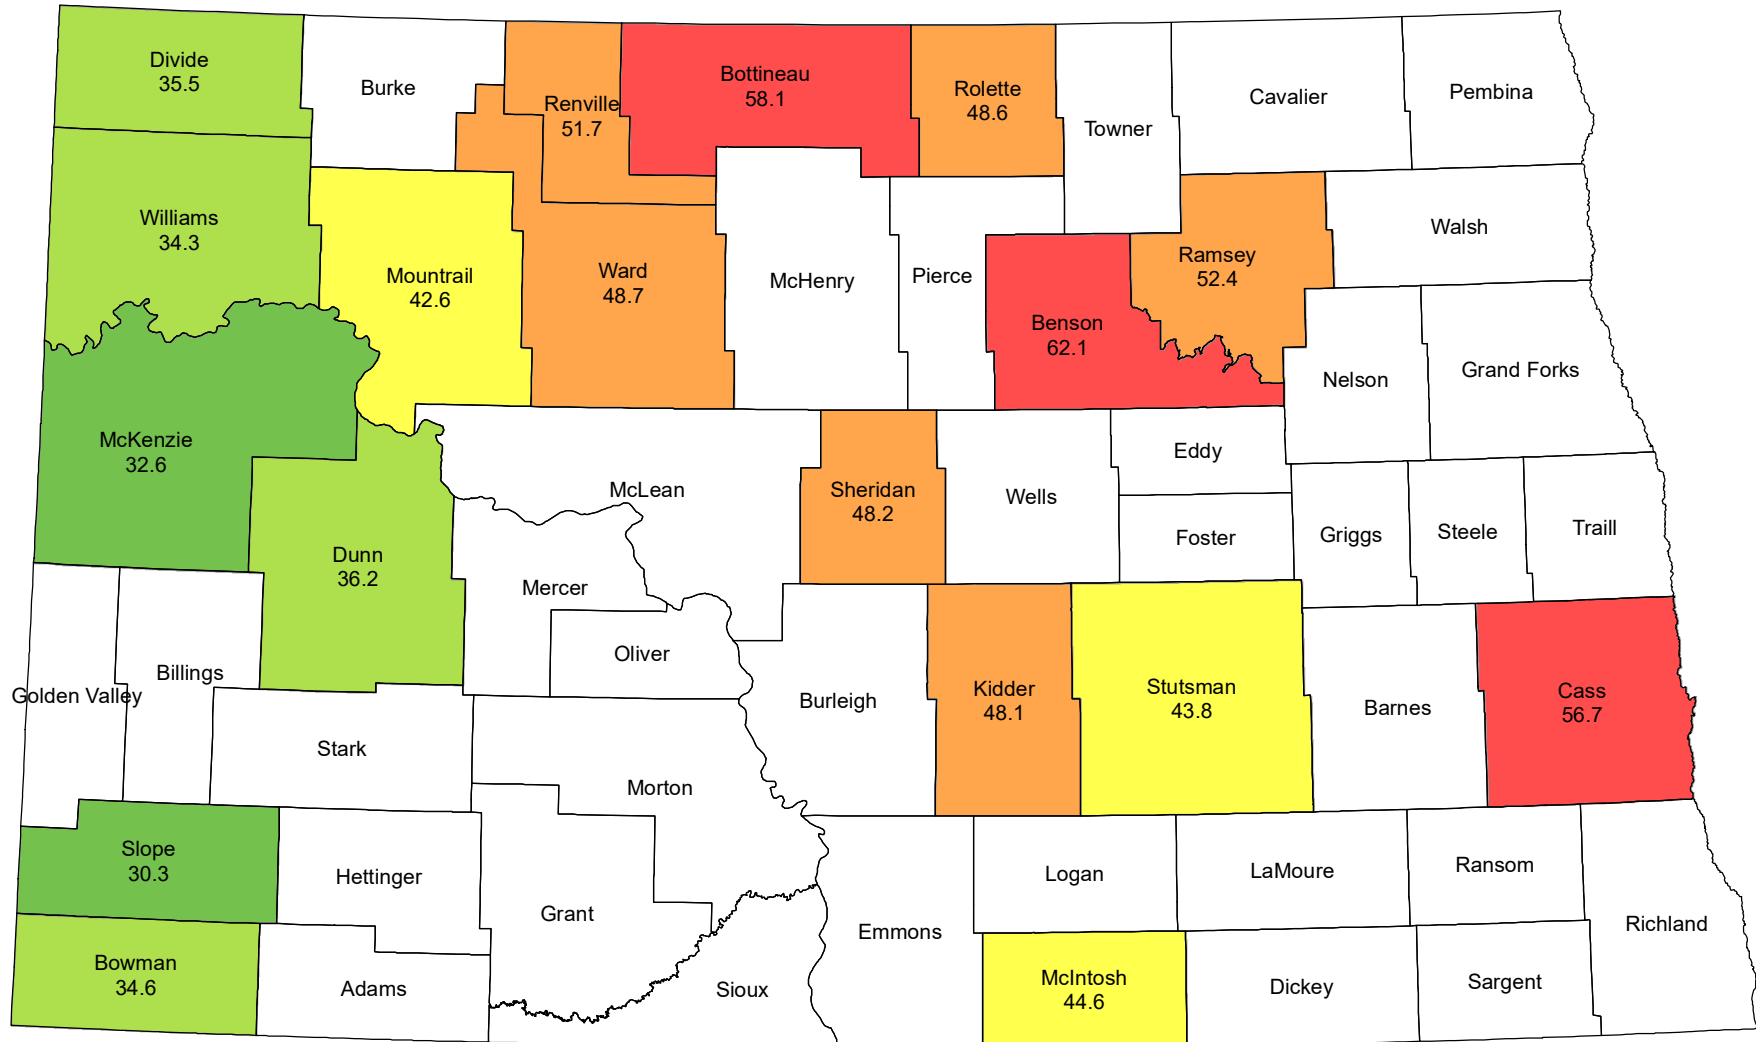 Divide
35.5
Burke
Renville
51.7
Bottineau
58.1
Rolette
48.6
Towner
Cavalier
Pembina
Williams
34.3
Mountrail
42.6
Ward
48.7
McHenry
Pierce
Benson
62.1
Ramsey
52.4
Walsh
Nelson
Grand Forks
McKenzie
32.6
Dunn
36.2
McLean
Sheridan
48.2
Wells
Eddy
Foster
Griggs
Steele
Traill
Mercer
Oliver
Golden Valley
Billings
Stark
Morton
Burleigh
Kidder
48.1
Stutsman
43.8
Barnes
Cass
56.7
Slope
30.3
Hettinger
Grant
Emmons
Logan
LaMoure
Ransom
Richland
Bowman
34.6
Adams
Sioux
McIntosh
44.6
Dickey
Sargent